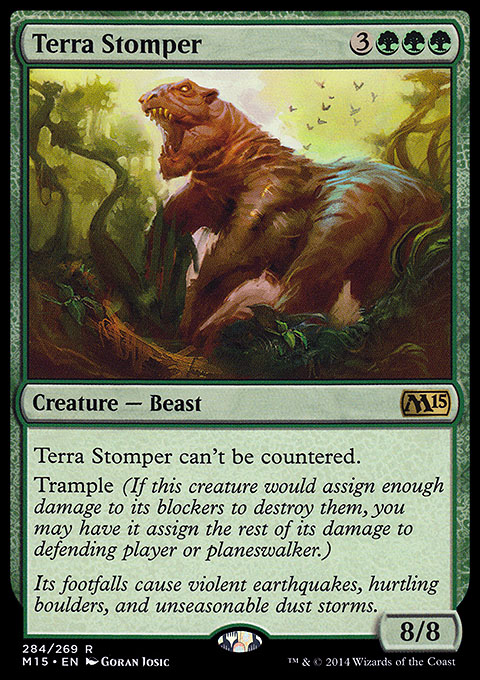 Terra Stomper 3
Creature — Beast M15
Terra Stomper can't be countered.
Trample (If this creature would assign enough
damage to its blockers to destroy them, you
may have it assign the rest of its damage to
defending player or planeswalker.)
Its footfalls cause violent earthquakes, hurtling
boulders, and unseasonable dust storms.
8/8
284/269 R
M15 • EN Goran Josic ™ & © 2014 Wizards of the Coast